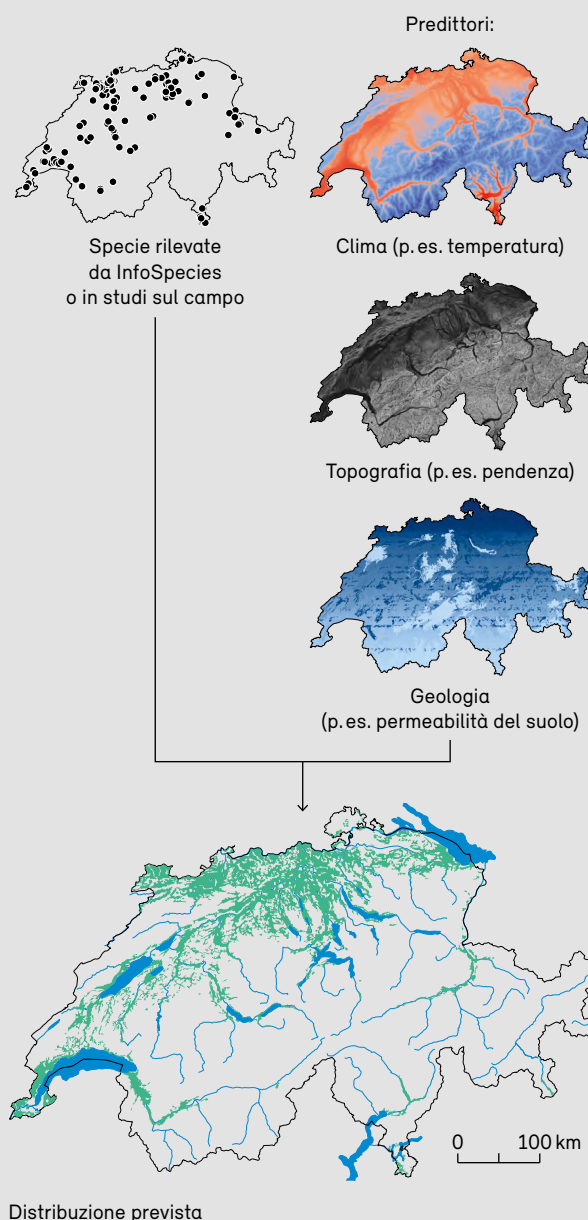 Predittori:
Specie rilevate
da InfoSpecies
o in studi sul campo
Clima (p. es. temperatura)
Topografia (p. es. pendenza)
Geologia
(p. es. permeabilità del suolo)
0 100 km
Distribuzione prevista